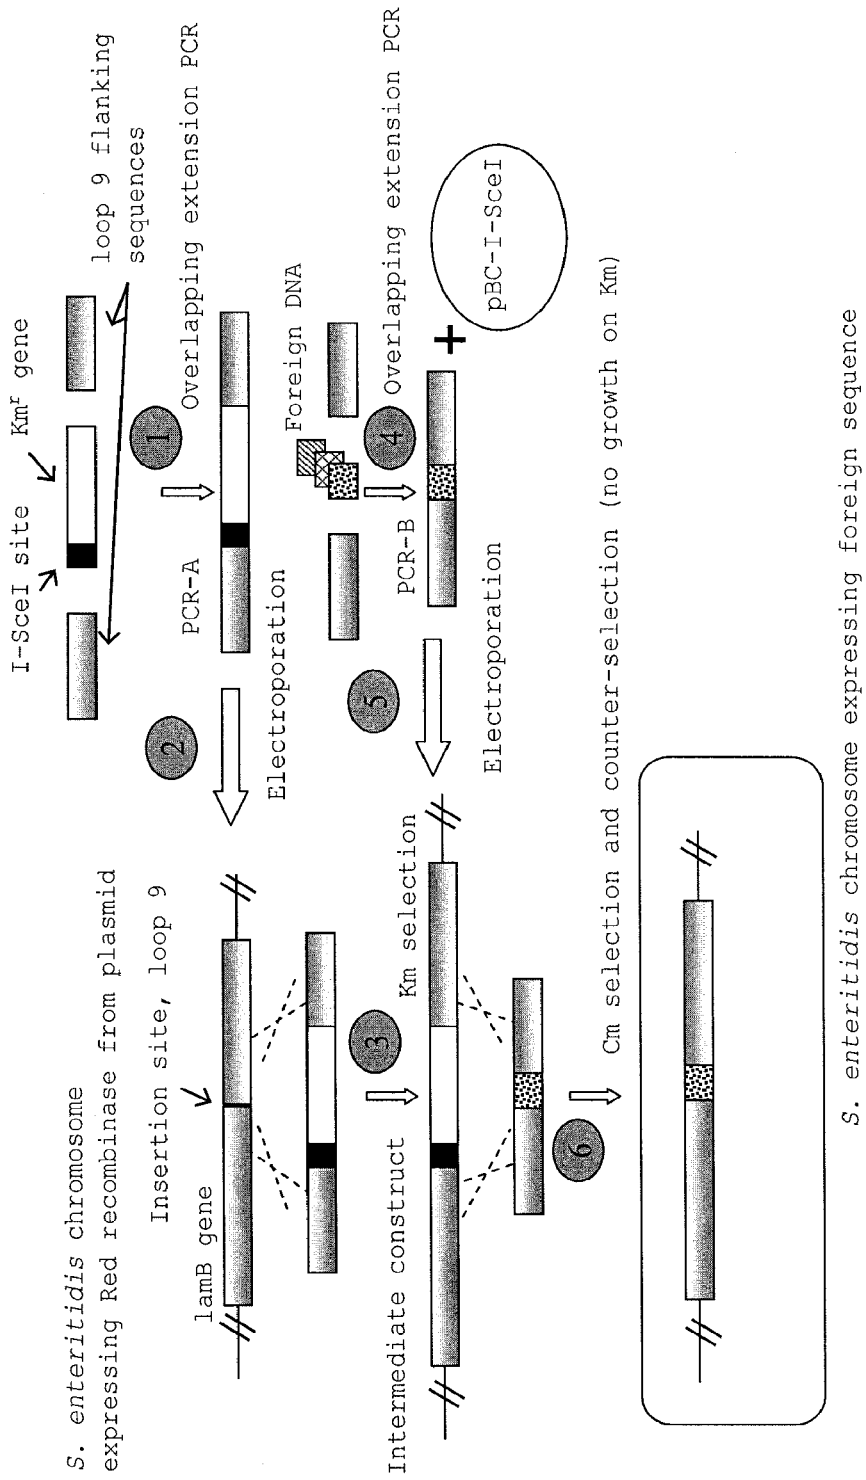 I-SceI site
Kmʳ gene
loop 9 flanking
sequences
1
Overlapping extension PCR
PCR-A
2
Electroporation
S. enteritidis chromosome
expressing Red recombinase from plasmid
Insertion site, loop 9
lamB gene
3
Foreign DNA
4
Overlapping extension PCR
PCR-B
+
pBC-I-SceI
5
Electroporation
Intermediate construct
Km selection
6
Cm selection and counter-selection (no growth on Km)
S. enteritidis chromosome expressing foreign sequence